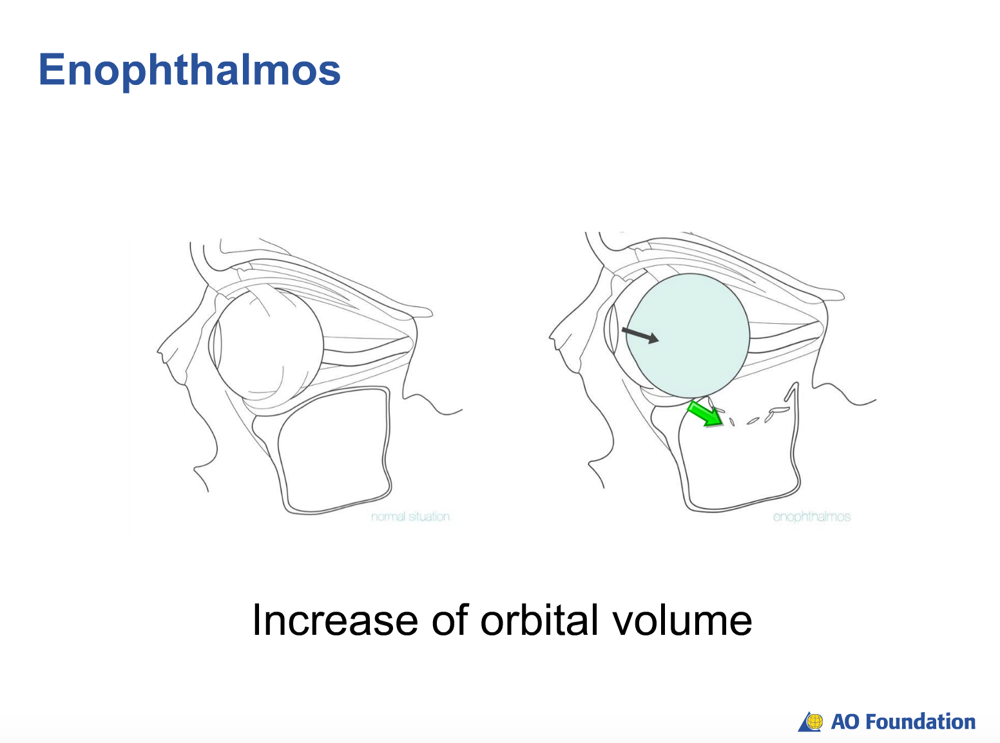 Enophthalmos
normal situation
enophthalmos
Increase of orbital volume
AO Foundation